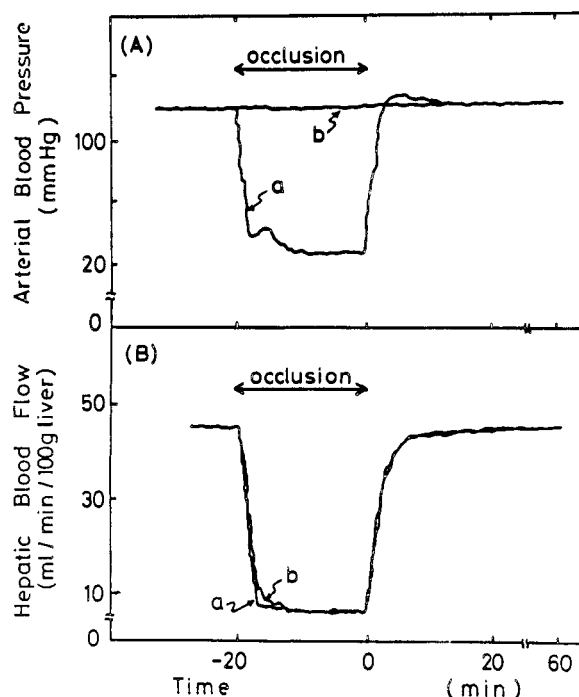 (A)
occlusion
Arterial Blood Pressure
(mmHg)
100
20
0
b
a
(B)
occlusion
Hepatic Blood Flow
(ml / min / 100g liver)
50
30
10
0
a
b
-20 0 20 60
Time (min)